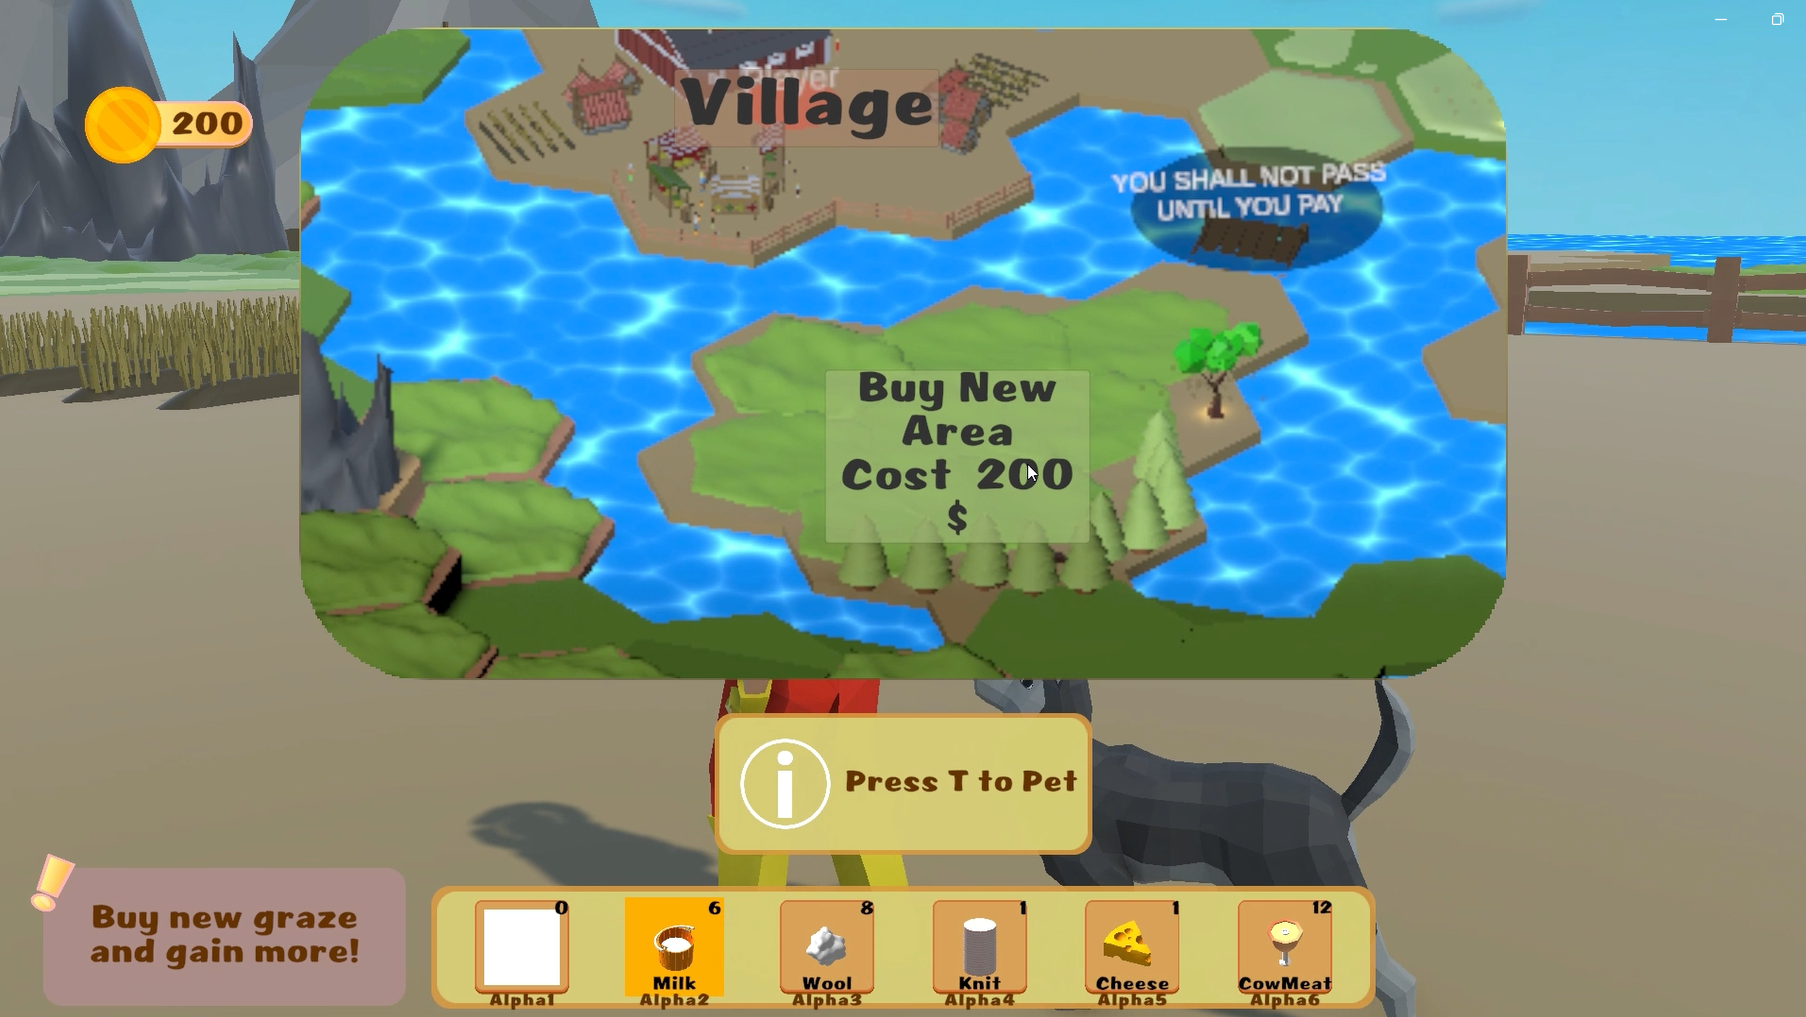 200
Player
Village
YOU SHALL NOT PASS
UNTIL YOU PAY
Buy New
Area
Cost 200
$
Press T to Pet
Buy new graze
and gain more!
0
Alpha1
6
Milk
Alpha2
8
Wool
Alpha3
1
Knit
Alpha4
1
Cheese
Alpha5
12
CowMeat
Alpha6